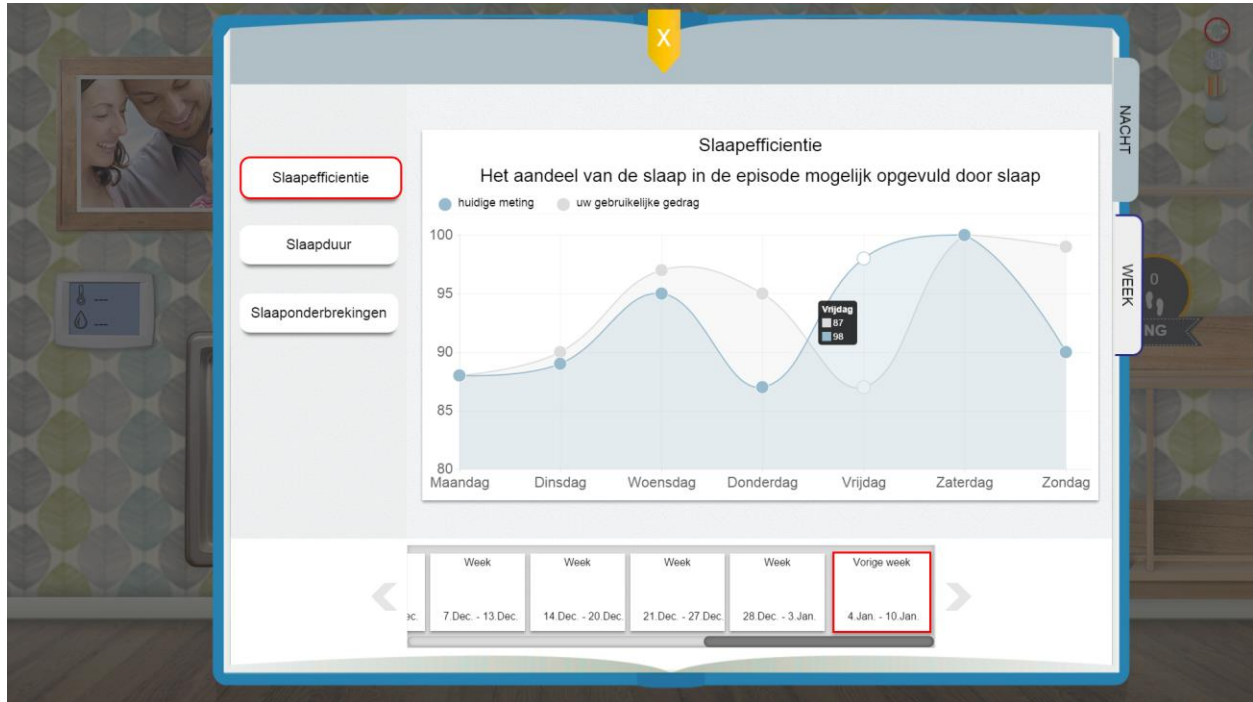 X
NACHT
WEEK
Slaapefficientie
Slaapduur
Slaaponderbrekingen
Slaapefficientie
Het aandeel van de slaap in de episode mogelijk opgevuld door slaap
huidige meting uw gebruikelijke gedrag
100
95
90
85
80
Vrijdag
87
98
Maandag Dinsdag Woensdag Donderdag Vrijdag Zaterdag Zondag
Week Week Week Week Vorige week
ec. 7.Dec. - 13.Dec. 14.Dec. - 20.Dec. 21.Dec. - 27.Dec. 28.Dec. - 3.Jan. 4.Jan. - 10.Jan.
0
NG
---
---